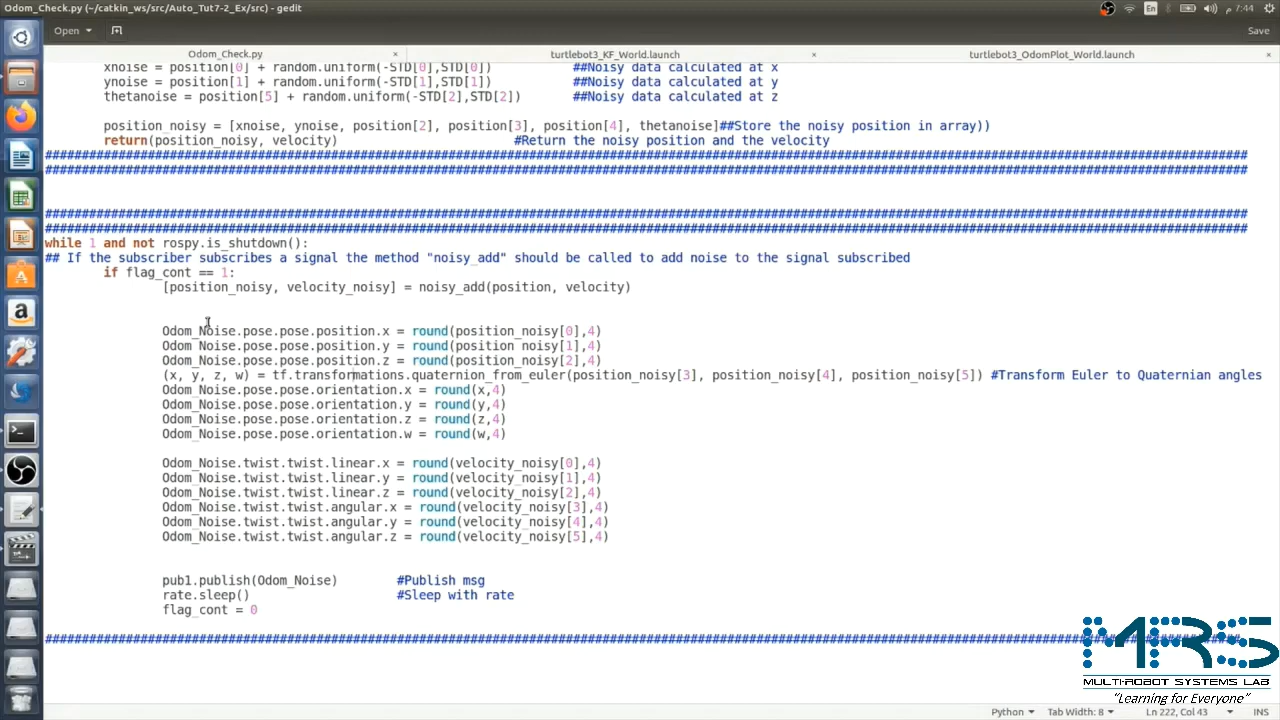 Odom_Check.py (~/catkin_ws/src/Auto_Tut7-2_Ex/src) - gedit
En
7:44
Open
Save
Odom_Check.py × turtlebot3_KF_World.launch × turtlebot3_OdomPlot_World.launch ×
xnoise = position[0] + random.uniform(-STD[0],STD[0]) ##Noisy data calculated at x
ynoise = position[1] + random.uniform(-STD[1],STD[1]) ##Noisy data calculated at y
thetanoise = position[5] + random.uniform(-STD[2],STD[2]) ##Noisy data calculated at z
position_noisy = [xnoise, ynoise, position[2], position[3], position[4], thetanoise]##Store the noisy position in array))
return(position_noisy, velocity) #Return the noisy position and the velocity
while 1 and not rospy.is_shutdown():
## If the subscriber subscribes a signal the method "noisy_add" should be called to add noise to the signal subscribed
if flag_cont == 1:
[position_noisy, velocity_noisy] = noisy_add(position, velocity)
Odom_Noise.pose.pose.position.x = round(position_noisy[0],4)
Odom_Noise.pose.pose.position.y = round(position_noisy[1],4)
Odom_Noise.pose.pose.position.z = round(position_noisy[2],4)
(x, y, z, w) = tf.transformations.quaternion_from_euler(position_noisy[3], position_noisy[4], position_noisy[5]) #Transform Euler to Quaternian angles
Odom_Noise.pose.pose.orientation.x = round(x,4)
Odom_Noise.pose.pose.orientation.y = round(y,4)
Odom_Noise.pose.pose.orientation.z = round(z,4)
Odom_Noise.pose.pose.orientation.w = round(w,4)
Odom_Noise.twist.twist.linear.x = round(velocity_noisy[0],4)
Odom_Noise.twist.twist.linear.y = round(velocity_noisy[1],4)
Odom_Noise.twist.twist.linear.z = round(velocity_noisy[2],4)
Odom_Noise.twist.twist.angular.x = round(velocity_noisy[3],4)
Odom_Noise.twist.twist.angular.y = round(velocity_noisy[4],4)
Odom_Noise.twist.twist.angular.z = round(velocity_noisy[5],4)
pub1.publish(Odom_Noise) #Publish msg
rate.sleep() #Sleep with rate
flag_cont = 0
MRS
MULTI-ROBOT SYSTEMS LAB
"Learning for Everyone"
Python Tab Width: 8 Ln 222, Col 43 INS